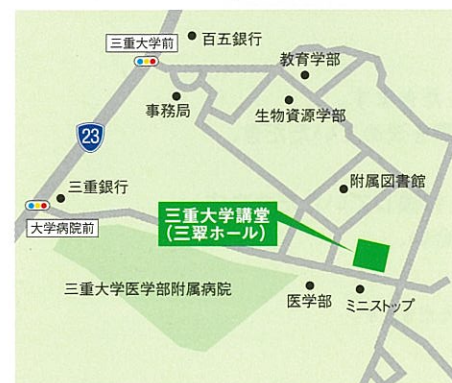 三重大学前
百五銀行
教育学部
事務局
生物資源学部
23
三重銀行
附属図書館
三重大学講堂
(三翠ホール)
大学病院前
三重大学医学部附属病院
医学部
ミニストップ